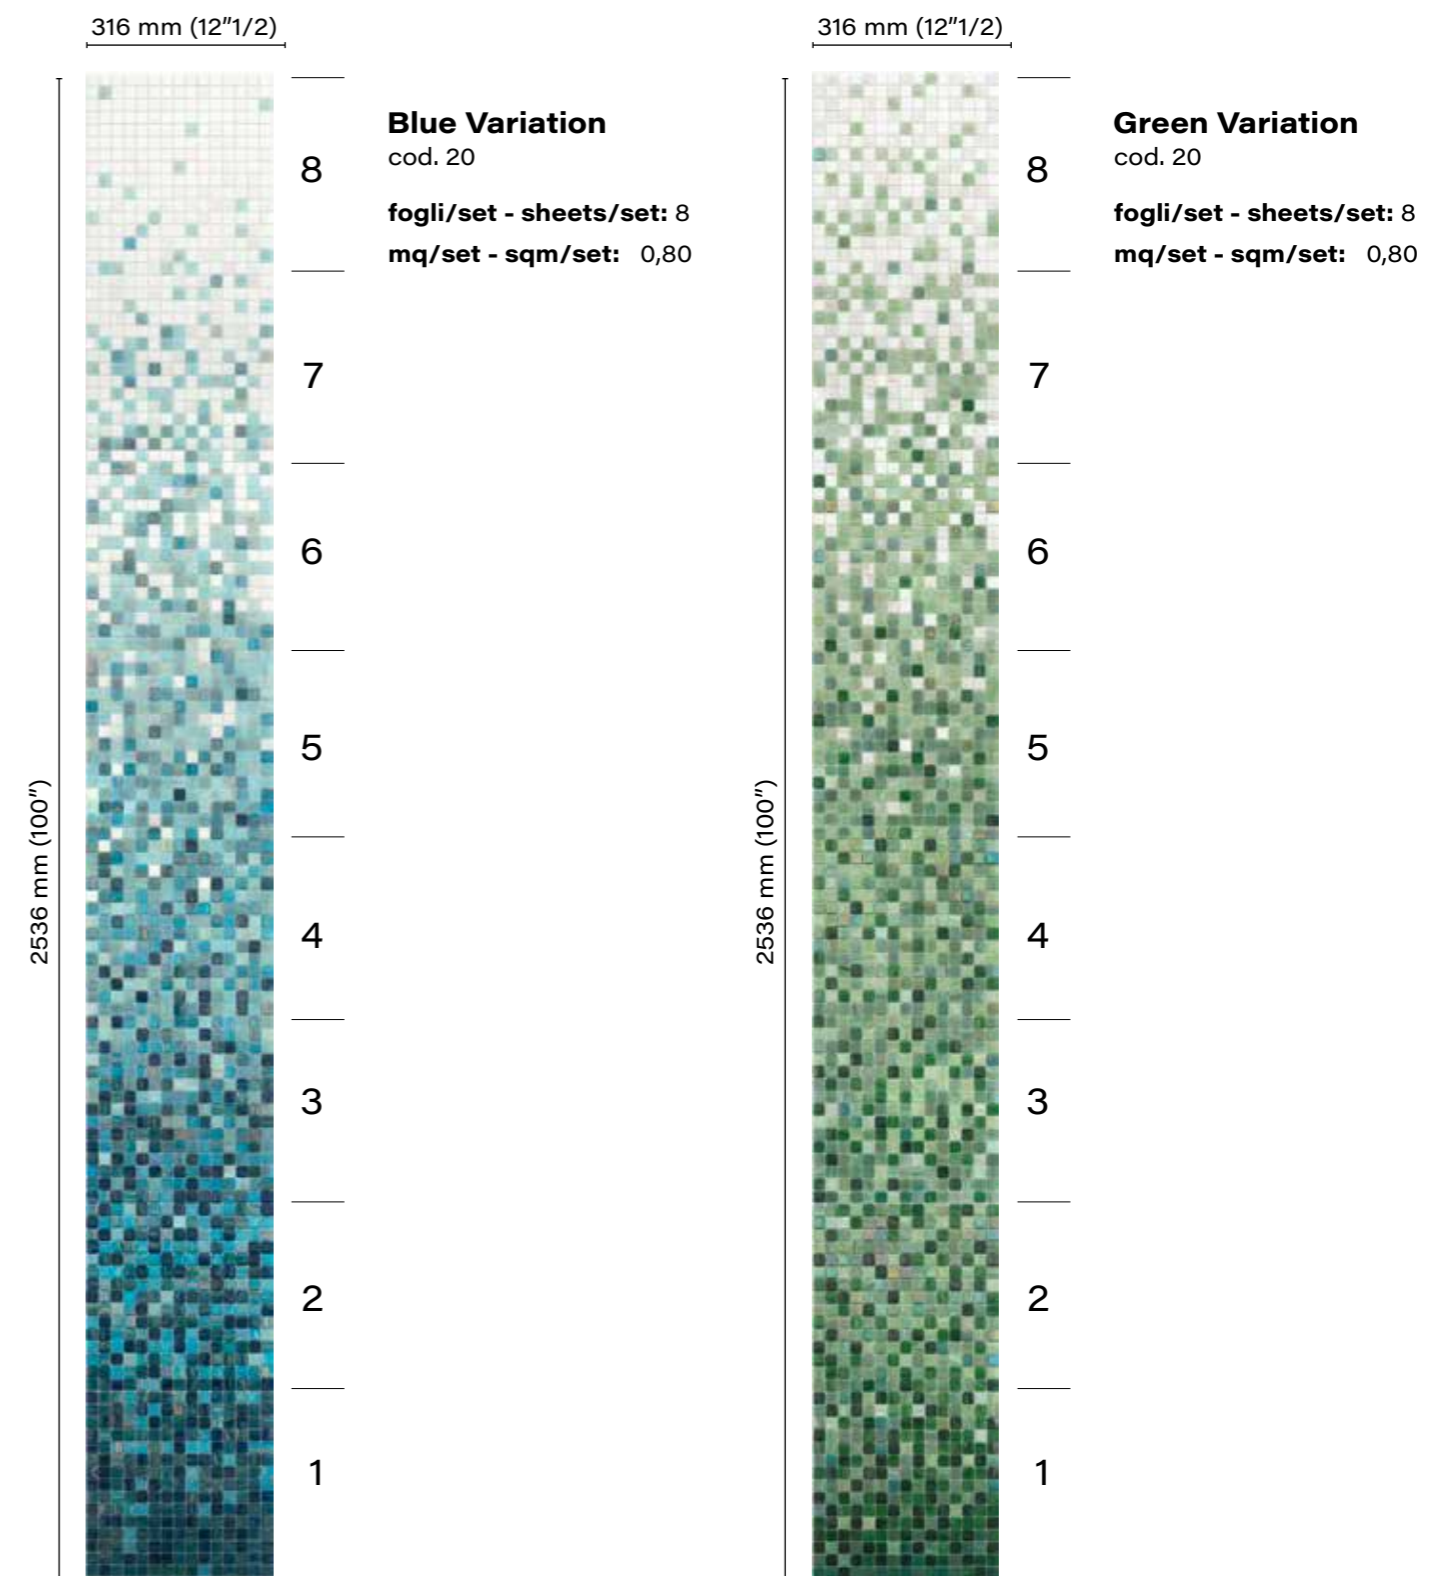 316 mm (12"1/2)
2536 mm (100")
8
7
6
5
4
3
2
1
Blue Variation
cod. 20
fogli/set - sheets/set: 8
mq/set - sqm/set: 0,80
316 mm (12"1/2)
2536 mm (100")
8
7
6
5
4
3
2
1
Green Variation
cod. 20
fogli/set - sheets/set: 8
mq/set - sqm/set: 0,80